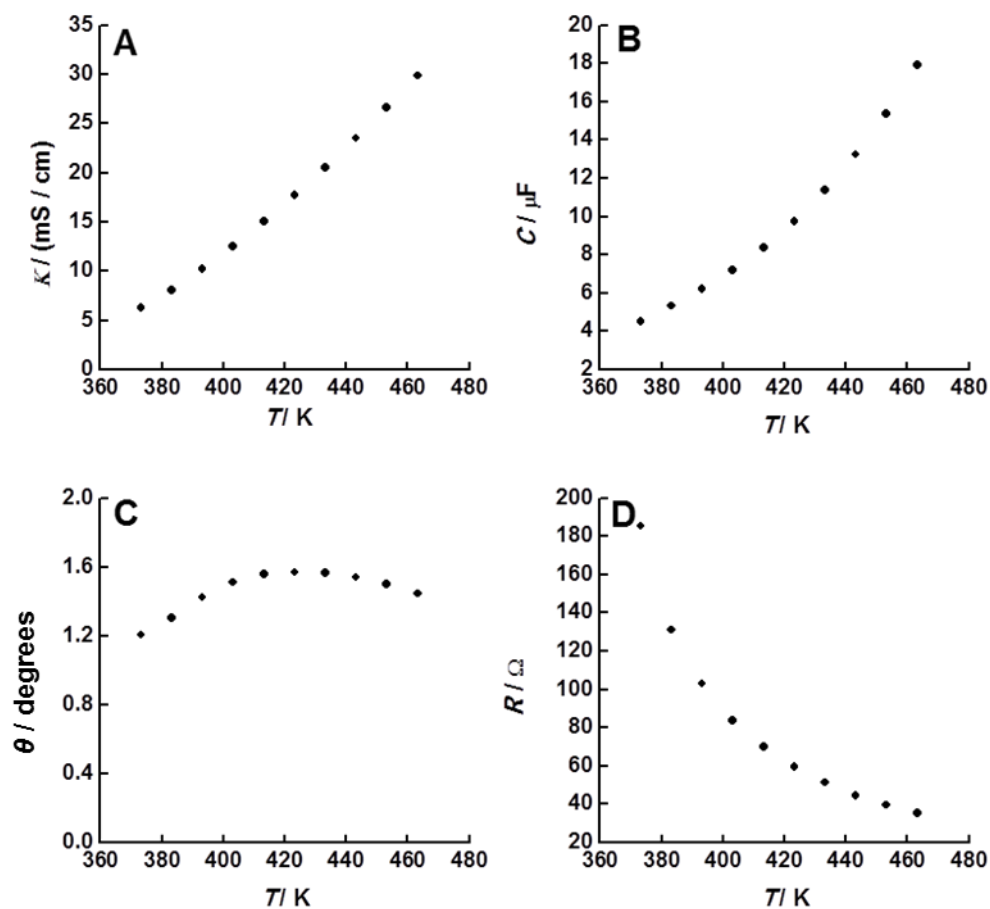 A
35
30
25
20
15
10
5
0
K / (mS / cm)
360 380 400 420 440 460 480
T/ K
B
20
18
16
14
12
10
8
6
4
2
C / μF
360 380 400 420 440 460 480
T/ K
C
2.0
1.6
1.2
0.8
0.4
0.0
θ / degrees
360 380 400 420 440 460 480
T/ K
D
200
180
160
140
120
100
80
60
40
20
R / Ω
360 380 400 420 440 460 480
T/ K